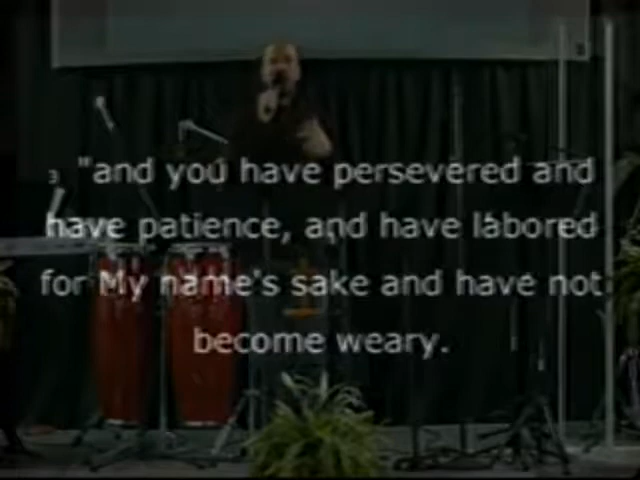 3 "and you have persevered and
have patience, and have labored
for My name's sake and have not
become weary.